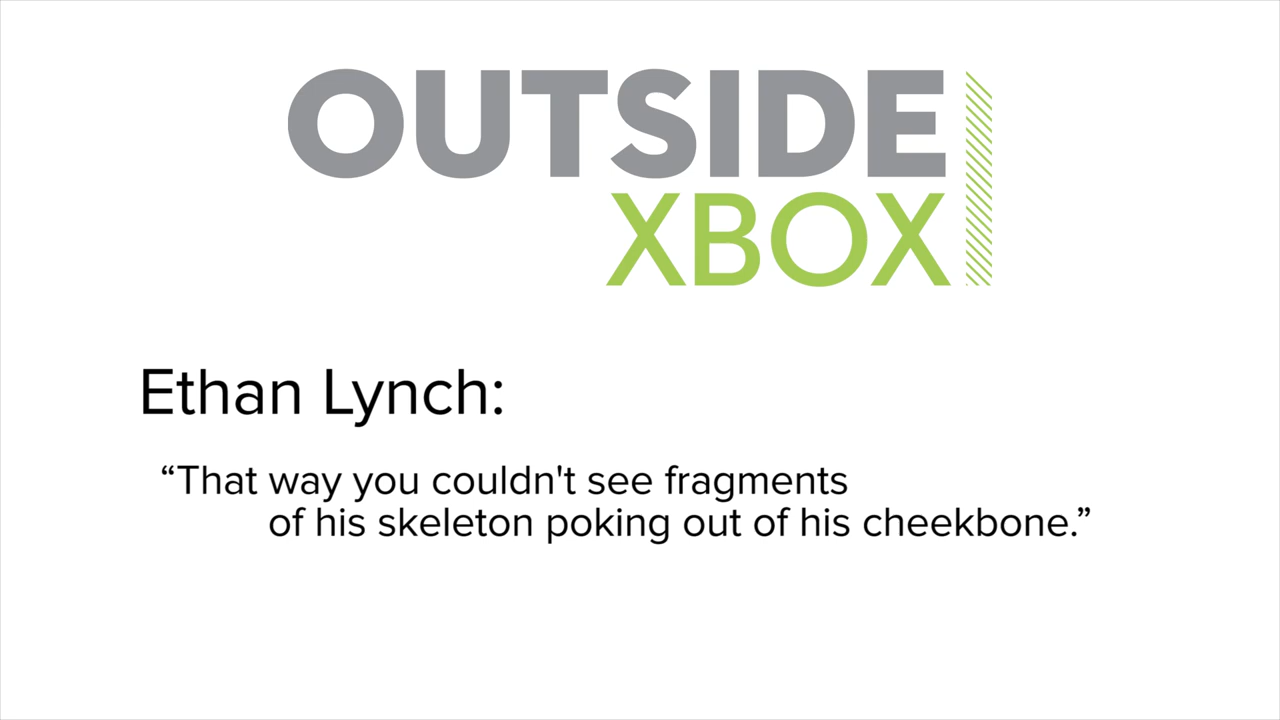 OUTSIDE
XBOX
Ethan Lynch:
“That way you couldn't see fragments
of his skeleton poking out of his cheekbone.”